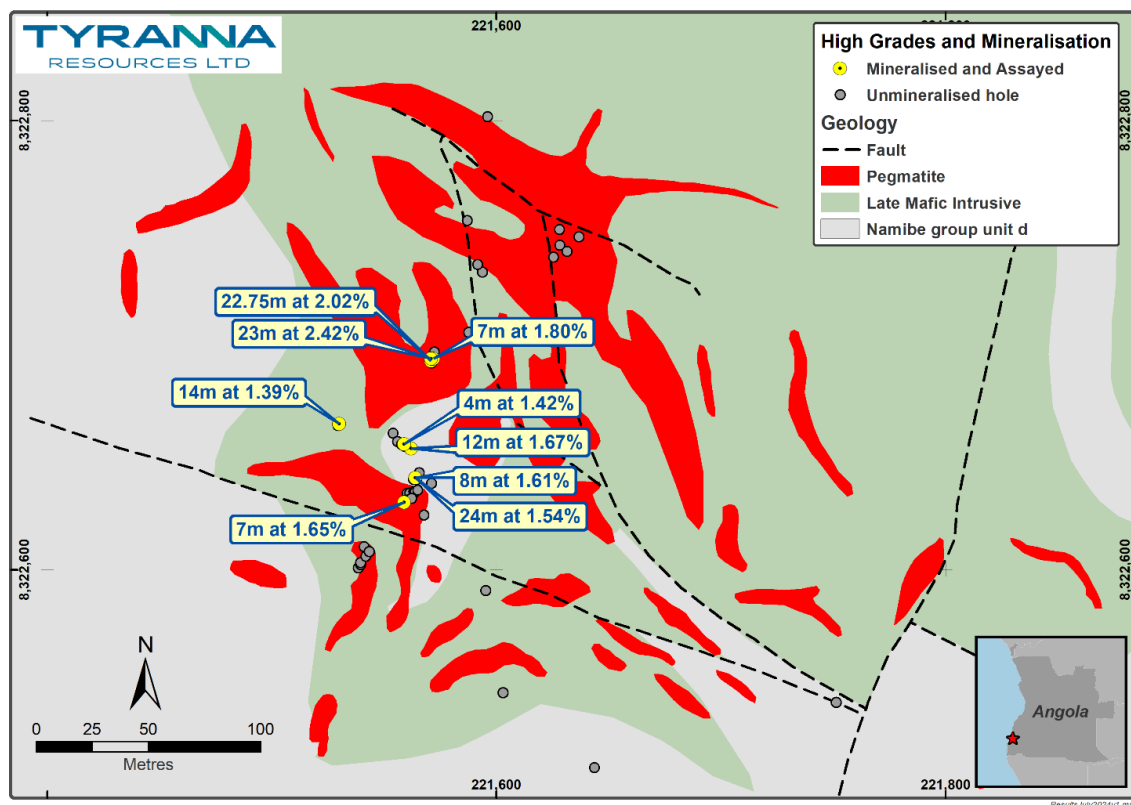 TYRANNA
RESOURCES LTD
221,600
High Grades and Mineralisation
Mineralised and Assayed
Unmineralised hole
Geology
Fault
Pegmatite
Late Mafic Intrusive
Namibe group unit d
8,322,800
8,322,800
22.75m at 2.02%
23m at 2.42%
7m at 1.80%
14m at 1.39%
4m at 1.42%
12m at 1.67%
8m at 1.61%
24m at 1.54%
7m at 1.65%
8,322,600
8,322,600
N
0 25 50 100
Metres
Angola
221,600
221,800